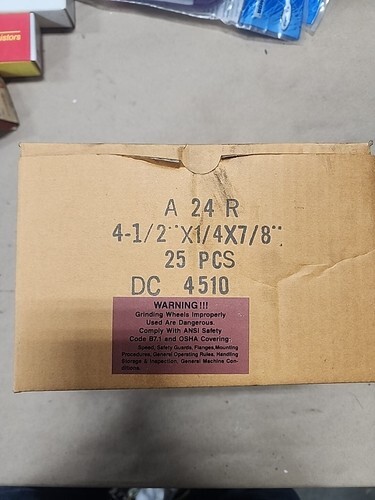 istors
A 24 R
4-1/2"X1/4X7/8"
25 PCS
DC 4510
WARNING!!!
Grinding Wheels Improperly
Used Are Dangerous.
Comply With ANSI Safety
Code B7.1 and OSHA Covering:
Speed, Safety Guards, Flanges, Mounting
Procedures, General Operating Rules, Handling
Storage & Inspection, General Machine Con-
ditions.